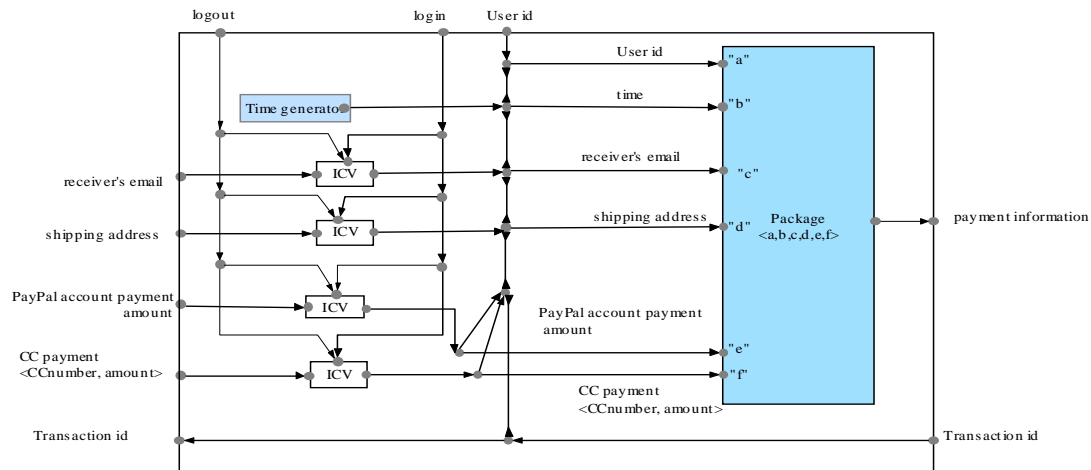 logout
login
User id
User id
"a"
Time generator
time
"b"
receiver's email
ICV
receiver's email
"c"
shipping address
ICV
shipping address
"d"
Package
<a,b,c,d,e,f>
payment information
PayPal account payment
amount
ICV
PayPal account payment
amount
"e"
CC payment
<CCnumber, amount>
ICV
"f"
CC payment
<CCnumber, amount>
Transaction id
Transaction id